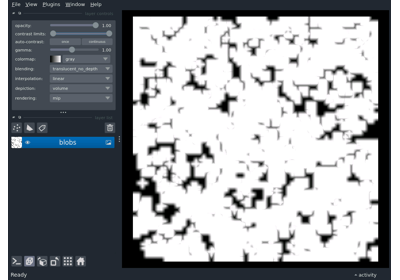 File View Plugins Window Help
opacity: 1.00
contrast limits:
auto-contrast: once continuous
gamma: 1.00
colormap: gray
blending: translucent_no_depth
interpolation: linear
depiction: volume
rendering: mip
blobs
Ready activity